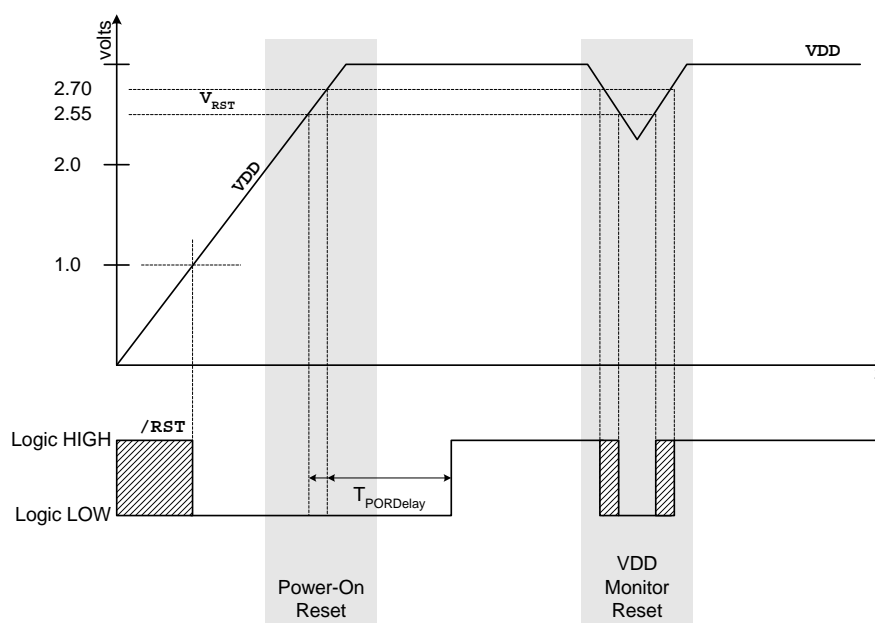 volts
VDD
2.70
2.55
V_RST
2.0
VDD
1.0
/RST
Logic HIGH
T_PORDelay
Logic LOW
Power-On
Reset
VDD
Monitor
Reset